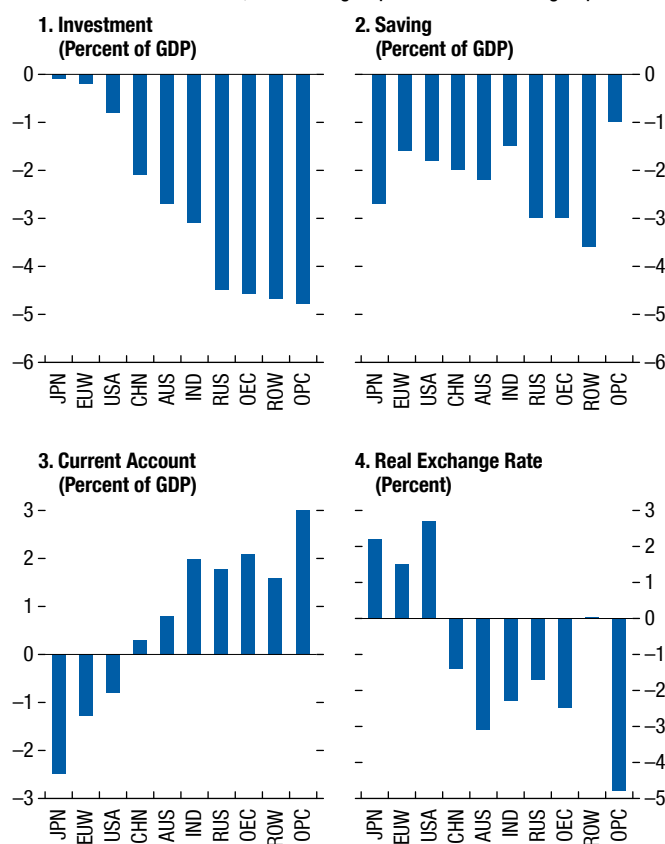 1. Investment
(Percent of GDP)
0
–1
–2
–3
–4
–5
–6
JPN
EUW
USA
CHN
AUS
IND
RUS
OEC
ROW
OPC
2. Saving
(Percent of GDP)
0
–1
–2
–3
–4
–5
–6
JPN
EUW
USA
CHN
AUS
IND
RUS
OEC
ROW
OPC
3. Current Account
(Percent of GDP)
3
2
1
0
–1
–2
–3
JPN
EUW
USA
CHN
AUS
IND
RUS
OEC
ROW
OPC
4. Real Exchange Rate
(Percent)
3
2
1
0
–1
–2
–3
–4
–5
JPN
EUW
USA
CHN
AUS
IND
RUS
OEC
ROW
OPC